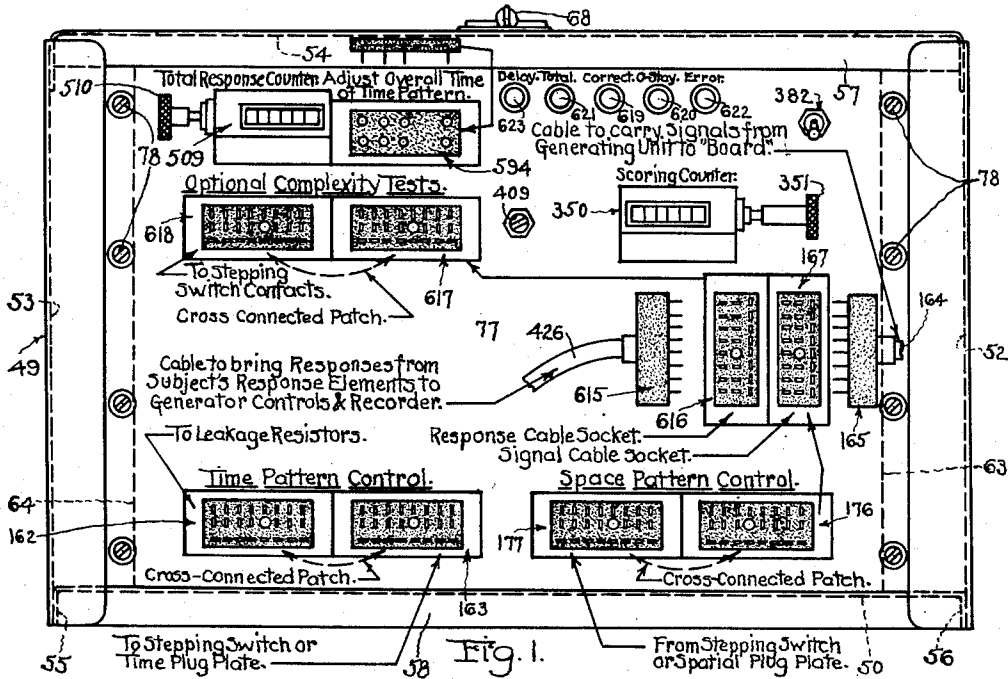 68
54
510
Total Response Counter. Adjust Overall Time
of Time Pattern.
Delay. Total. Correct. O-Stay. Error.
57
382
623 621 619 620 622
78 509
594
Cable to carry Signals from
Generating Unit to "Board".
78
Optional Complexity Tests.
Scoring Counter.
351
409
350
618
167
To Stepping
Switch Contacts.
617
Cross Connected Patch.
53
77
426
164
49
52
Cable to bring Responses from
Subject's Response Elements to
Generator Controls & Recorder.
615
616
165
To Leakage Resistors.
Response Cable Socket.
Signal Cable Socket.
63
Time Pattern Control.
Space Pattern Control.
64
162
177
176
Cross-Connected Patch.
163
Cross-Connected Patch.
To Stepping Switch or
Time Plug Plate.
From Stepping Switch
or Spatial Plug Plate.
55
58
Fig. 1.
50
56